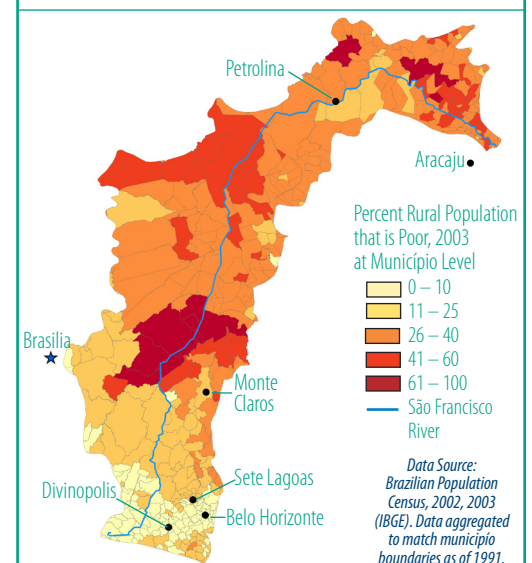 Petrolina
Aracaju
Percent Rural Population
that is Poor, 2003
at Município Level
0 – 10
11 – 25
26 – 40
41 – 60
61 – 100
São Francisco
River
Brasilia
Monte
Claros
Sete Lagoas
Divinopolis
Belo Horizonte
Data Source:
Brazilian Population
Census, 2002, 2003
(IBGE). Data aggregated
to match municipío
boundaries as of 1991.